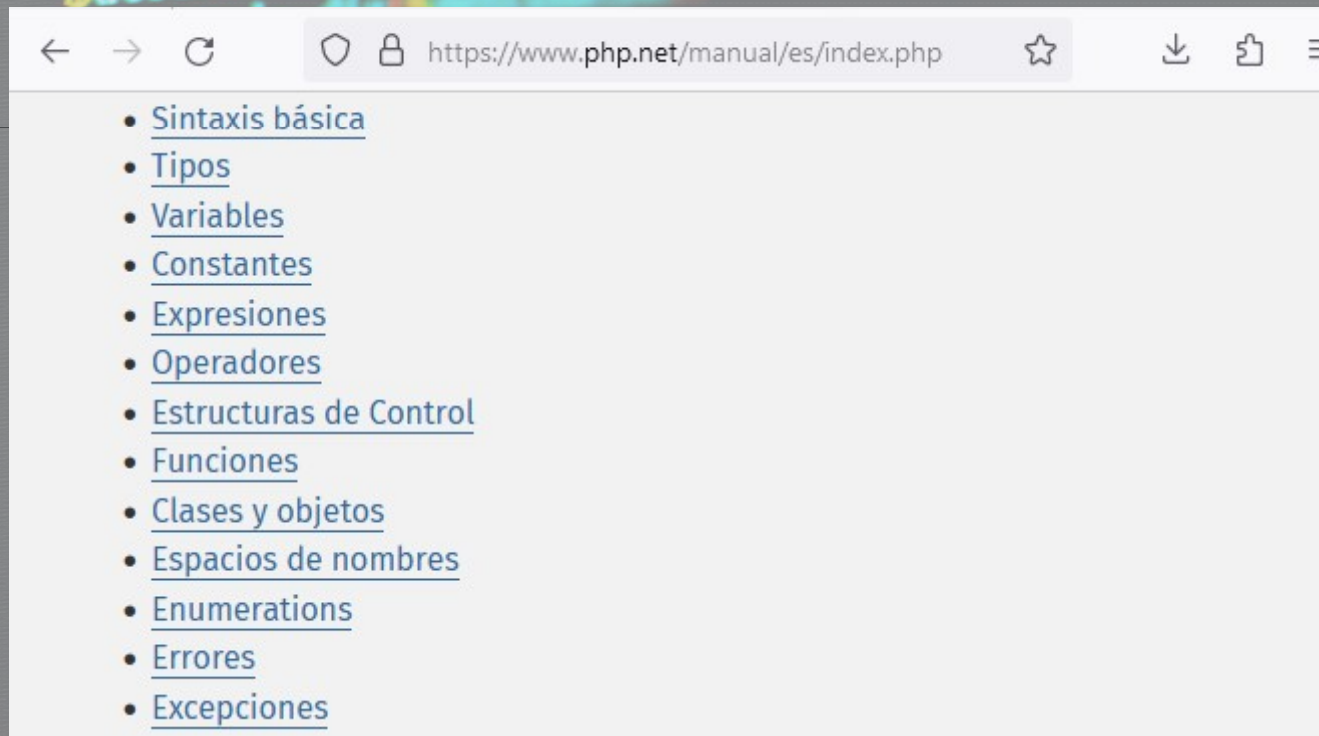 https://www.php.net/manual/es/index.php
Sintaxis básica
Tipos
Variables
Constantes
Expresiones
Operadores
Estructuras de Control
Funciones
Clases y objetos
Espacios de nombres
Enumerations
Errores
Excepciones